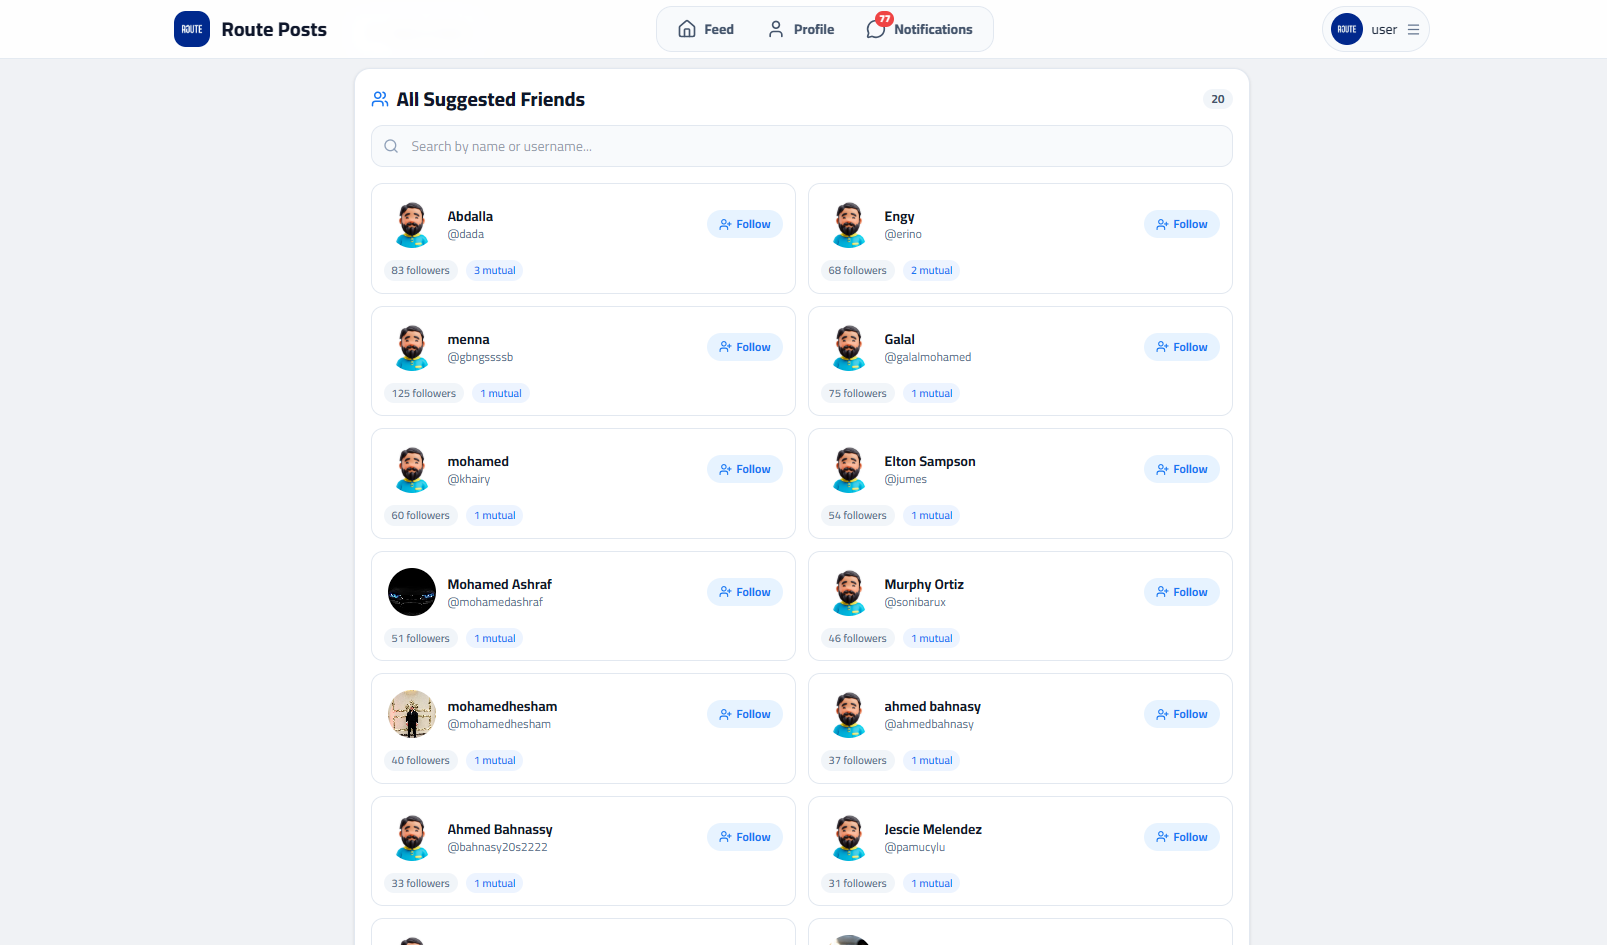 ROUTE
Route Posts
Feed
Profile
77
Notifications
ROUTE
user
All Suggested Friends
20
Search by name or username...
Abdalla
@dada
Follow
83 followers
3 mutual
Engy
@erino
Follow
68 followers
2 mutual
menna
@gbngssssb
Follow
125 followers
1 mutual
Galal
@galalmohamed
Follow
75 followers
1 mutual
mohamed
@khairy
Follow
60 followers
1 mutual
Elton Sampson
@jumes
Follow
54 followers
1 mutual
Mohamed Ashraf
@mohamedashraf
Follow
51 followers
1 mutual
Murphy Ortiz
@sonibarux
Follow
46 followers
1 mutual
mohamedhesham
@mohamedhesham
Follow
40 followers
1 mutual
ahmed bahnasy
@ahmedbahnasy
Follow
37 followers
1 mutual
Ahmed Bahnassy
@bahnasy20s2222
Follow
33 followers
1 mutual
Jescie Melendez
@pamucylu
Follow
31 followers
1 mutual